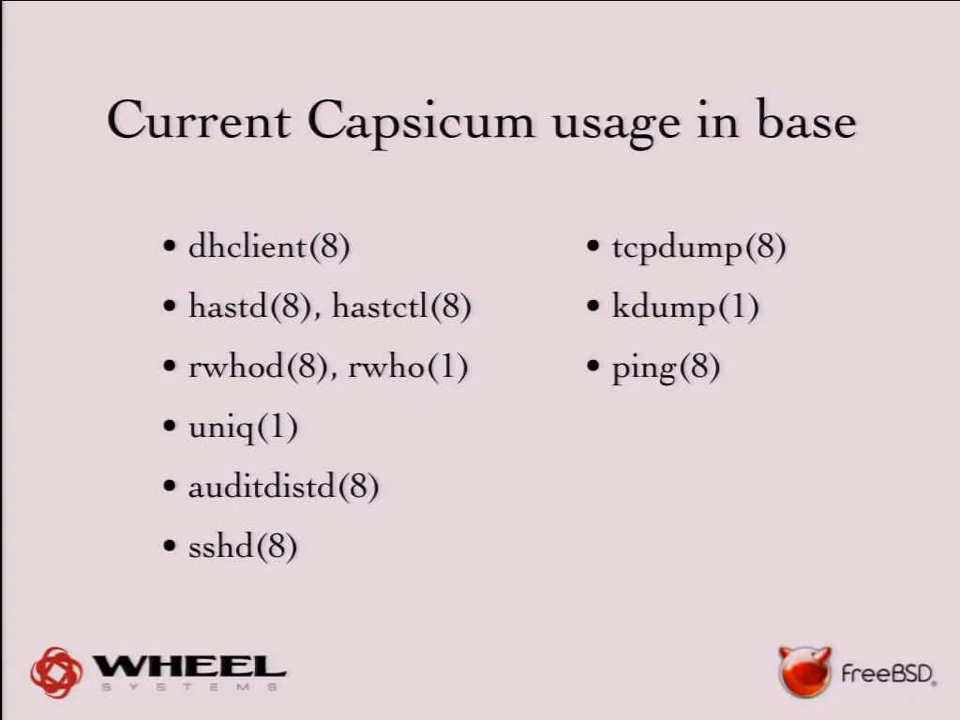 Current Capsicum usage in base
• dhclient(8)
• hastd(8), hastctl(8)
• rwhod(8), rwho(1)
• uniq(1)
• auditdistd(8)
• sshd(8)
• tcpdump(8)
• kdump(1)
• ping(8)
WHEEL
SYSTEMS
FreeBSD